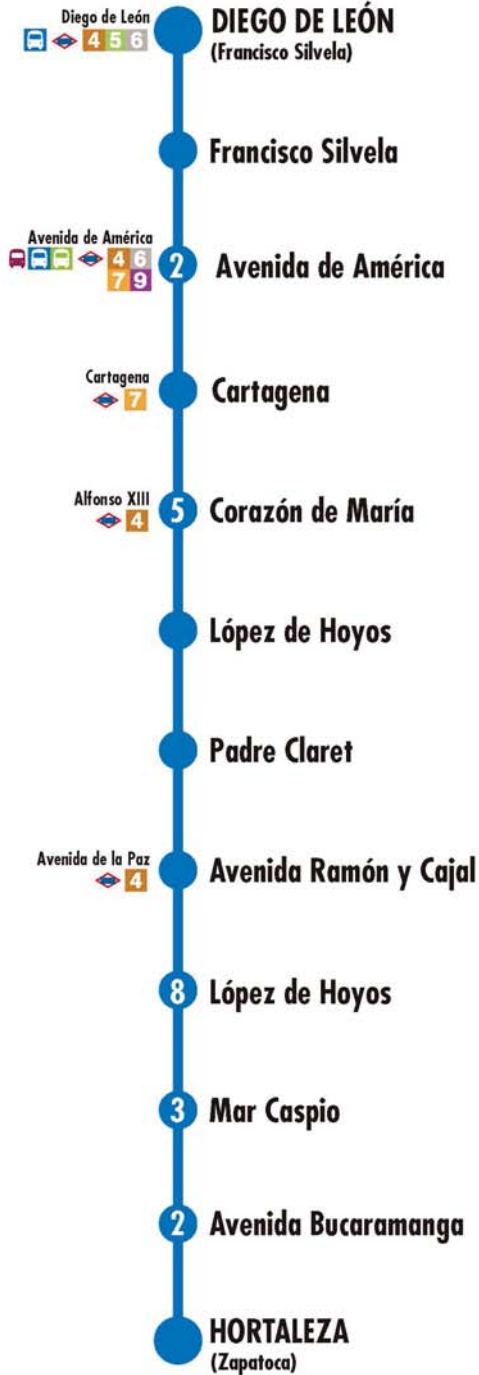 Diego de León
4 5 6
DIEGO DE LEÓN
(Francisco Silvela)
Francisco Silvela
Avenida de América
4 6
7 9
2
Avenida de América
Cartagena
7
Cartagena
Alfonso XIII
4
5
Corazón de María
López de Hoyos
Padre Claret
Avenida de la Paz
4
Avenida Ramón y Cajal
8
López de Hoyos
3
Mar Caspio
2
Avenida Bucaramanga
HORTALEZA
(Zapatoca)